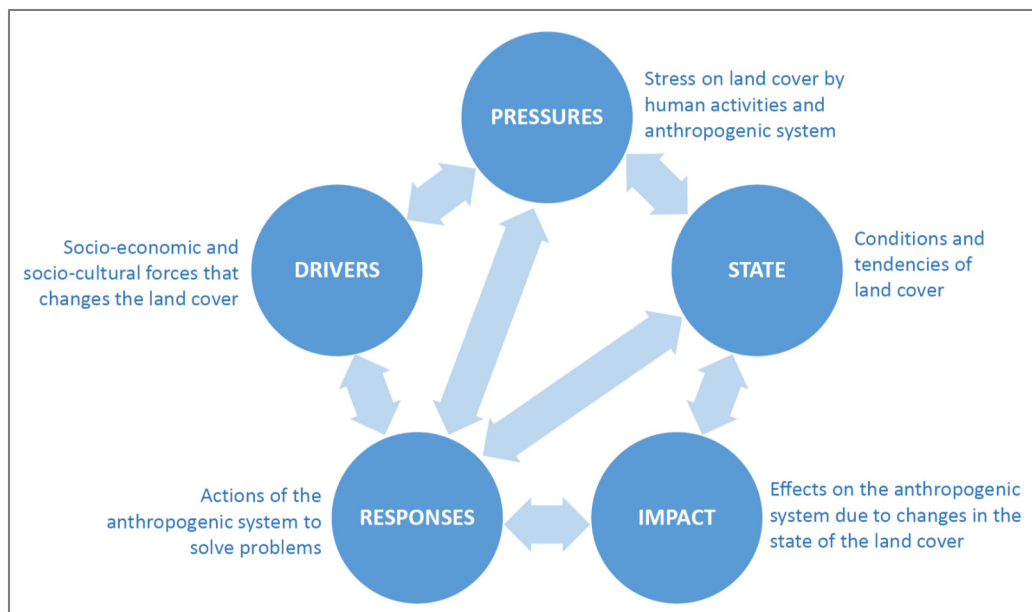 PRESSURES
Stress on land cover by
human activities and
anthropogenic system
DRIVERS
Socio-economic and
socio-cultural forces that
changes the land cover
STATE
Conditions and
tendencies of
land cover
RESPONSES
Actions of the
anthropogenic system to
solve problems
IMPACT
Effects on the anthropogenic
system due to changes in the
state of the land cover